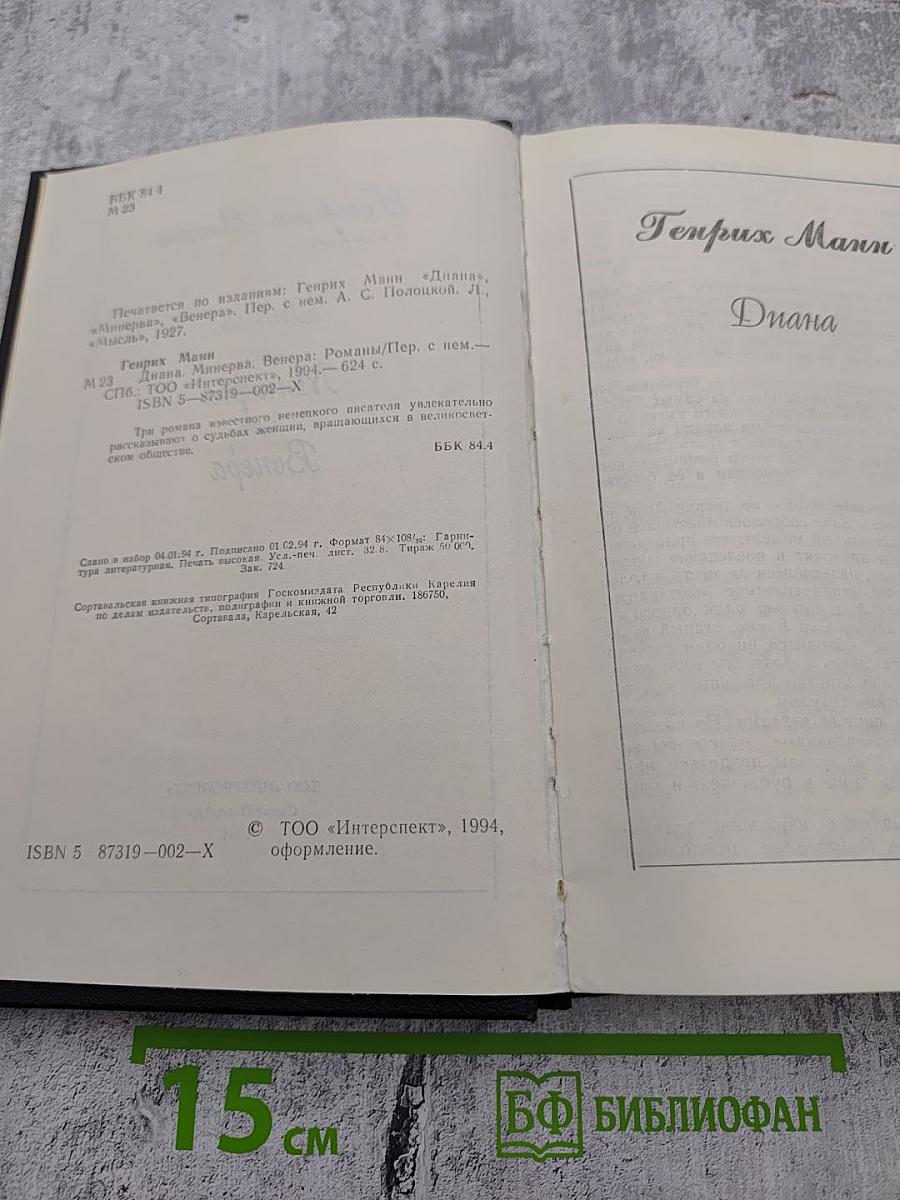 ББК 84.4
М 23
Печатается по изданиям: Генрих Манн «Диана»,
«Минерва», «Венера». Пер. с нем. А. С. Полоцкой. Л.,
«Мысль», 1927.
Генрих Манн
М 23 Диана. Минерва. Венера: Романы/Пер. с нем.—
СПб.: ТОО «Интерспект», 1994.— 624 с.
ISBN 5—87319—002—X
Три романа известного немецкого писателя увлекательно
рассказывают о судьбах женщин, вращающихся в великосвет-
ском обществе.
ББК 84.4
Сдано в набор 04.01.94 г. Подписано 01.02.94 г. Формат 84×108/32: Гарни-
тура литературная. Печать высокая. Усл.-печ. лист. 32.8. Тираж 50 000.
Зак. 724
Сортавальская книжная типография Госкомиздата Республики Карелия
по делам издательств, полиграфии и книжной торговли. 186750,
Сортавала, Карельская, 42
© ТОО «Интерспект», 1994,
оформление.
ISBN 5 87319—002—X
Генрих Манн
Диана
15 см
БФ БИБЛИОФАН